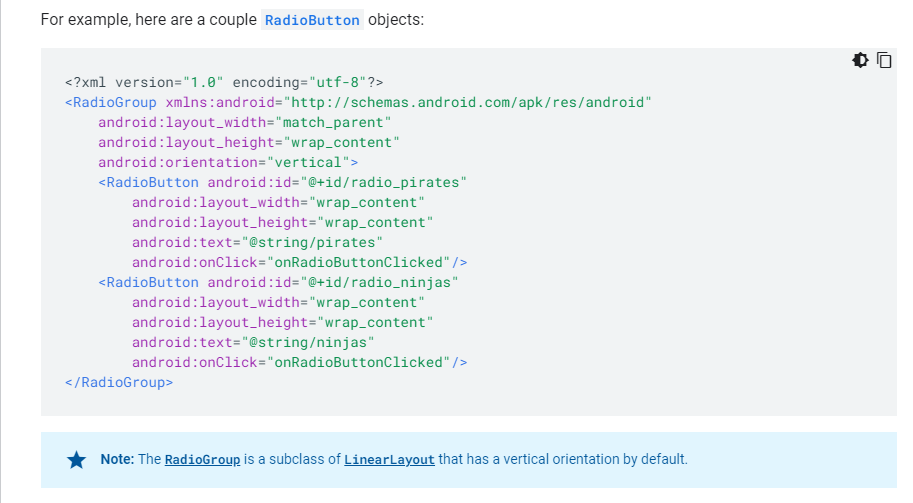 For example, here are a couple RadioButton objects:
<?xml version="1.0" encoding="utf-8"?>
<RadioGroup xmlns:android="http://schemas.android.com/apk/res/android"
    android:layout_width="match_parent"
    android:layout_height="wrap_content"
    android:orientation="vertical">
    <RadioButton android:id="@+id/radio_pirates"
        android:layout_width="wrap_content"
        android:layout_height="wrap_content"
        android:text="@string/pirates"
        android:onClick="onRadioButtonClicked"/>
    <RadioButton android:id="@+id/radio_ninjas"
        android:layout_width="wrap_content"
        android:layout_height="wrap_content"
        android:text="@string/ninjas"
        android:onClick="onRadioButtonClicked"/>
</RadioGroup>
Note: The RadioGroup is a subclass of LinearLayout that has a vertical orientation by default.